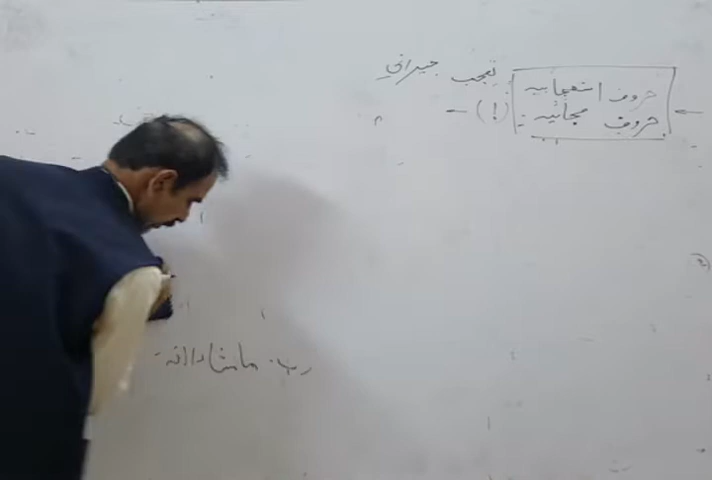 حروف استعجابیہ تعجب حیرانی
حروف فجائیہ : (!) ←
ماشاءاللہ